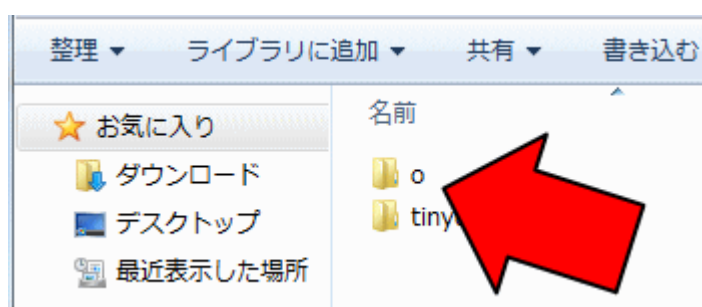 整理 ライブラリに追加 共有 書き込む
お気に入り
ダウンロード
デスクトップ
最近表示した場所
名前
o